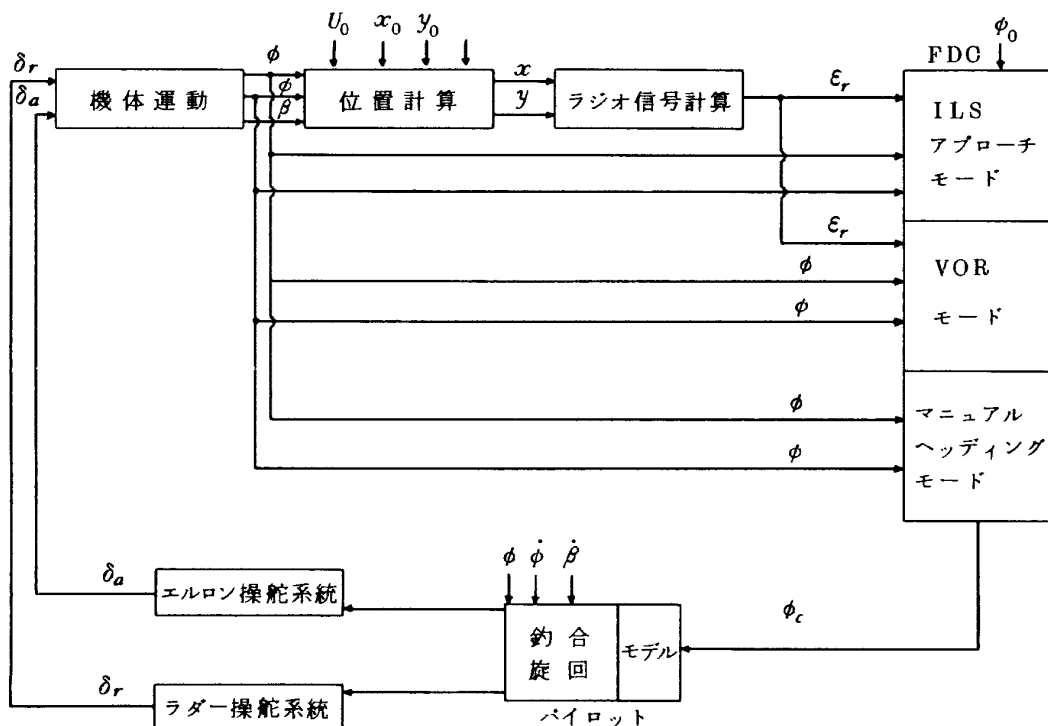 U₀ x₀ y₀
ϕ₀
FDC
δr
δa
機体運動
ϕ
ϕ
β
位置計算
x
y
ラジオ信号計算
εr
ILS
アプローチ
モード
εr
ϕ
ϕ
VOR
モード
ϕ
ϕ
マニュアル
ヘッディング
モード
ϕ ϕ̇ β̇
δa
エルロン操舵系統
釣合
旋回
モデル
ϕc
δr
ラダー操舵系統
パイロット